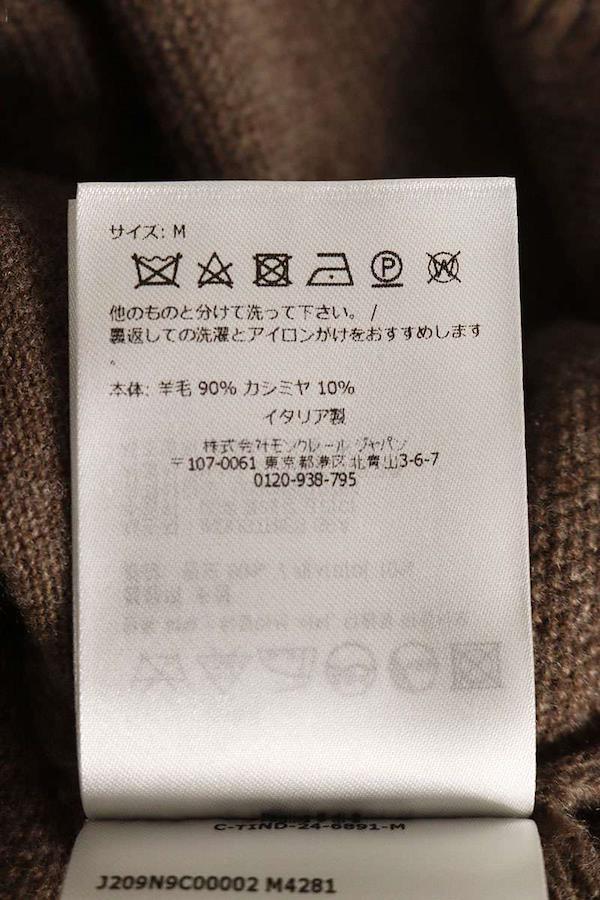 サイズ: M
P W
他のものと分けて洗って下さい。 /
裏返しての洗濯とアイロンがけをおすすめします
。
本体: 羊毛 90% カシミヤ 10%
イタリア製
株式会社モンクレール ジャパン
〒107-0061 東京都港区 北青山3-6-7
0120-938-795
C-TIND-24-6891-M
J209N9C00002 M4281